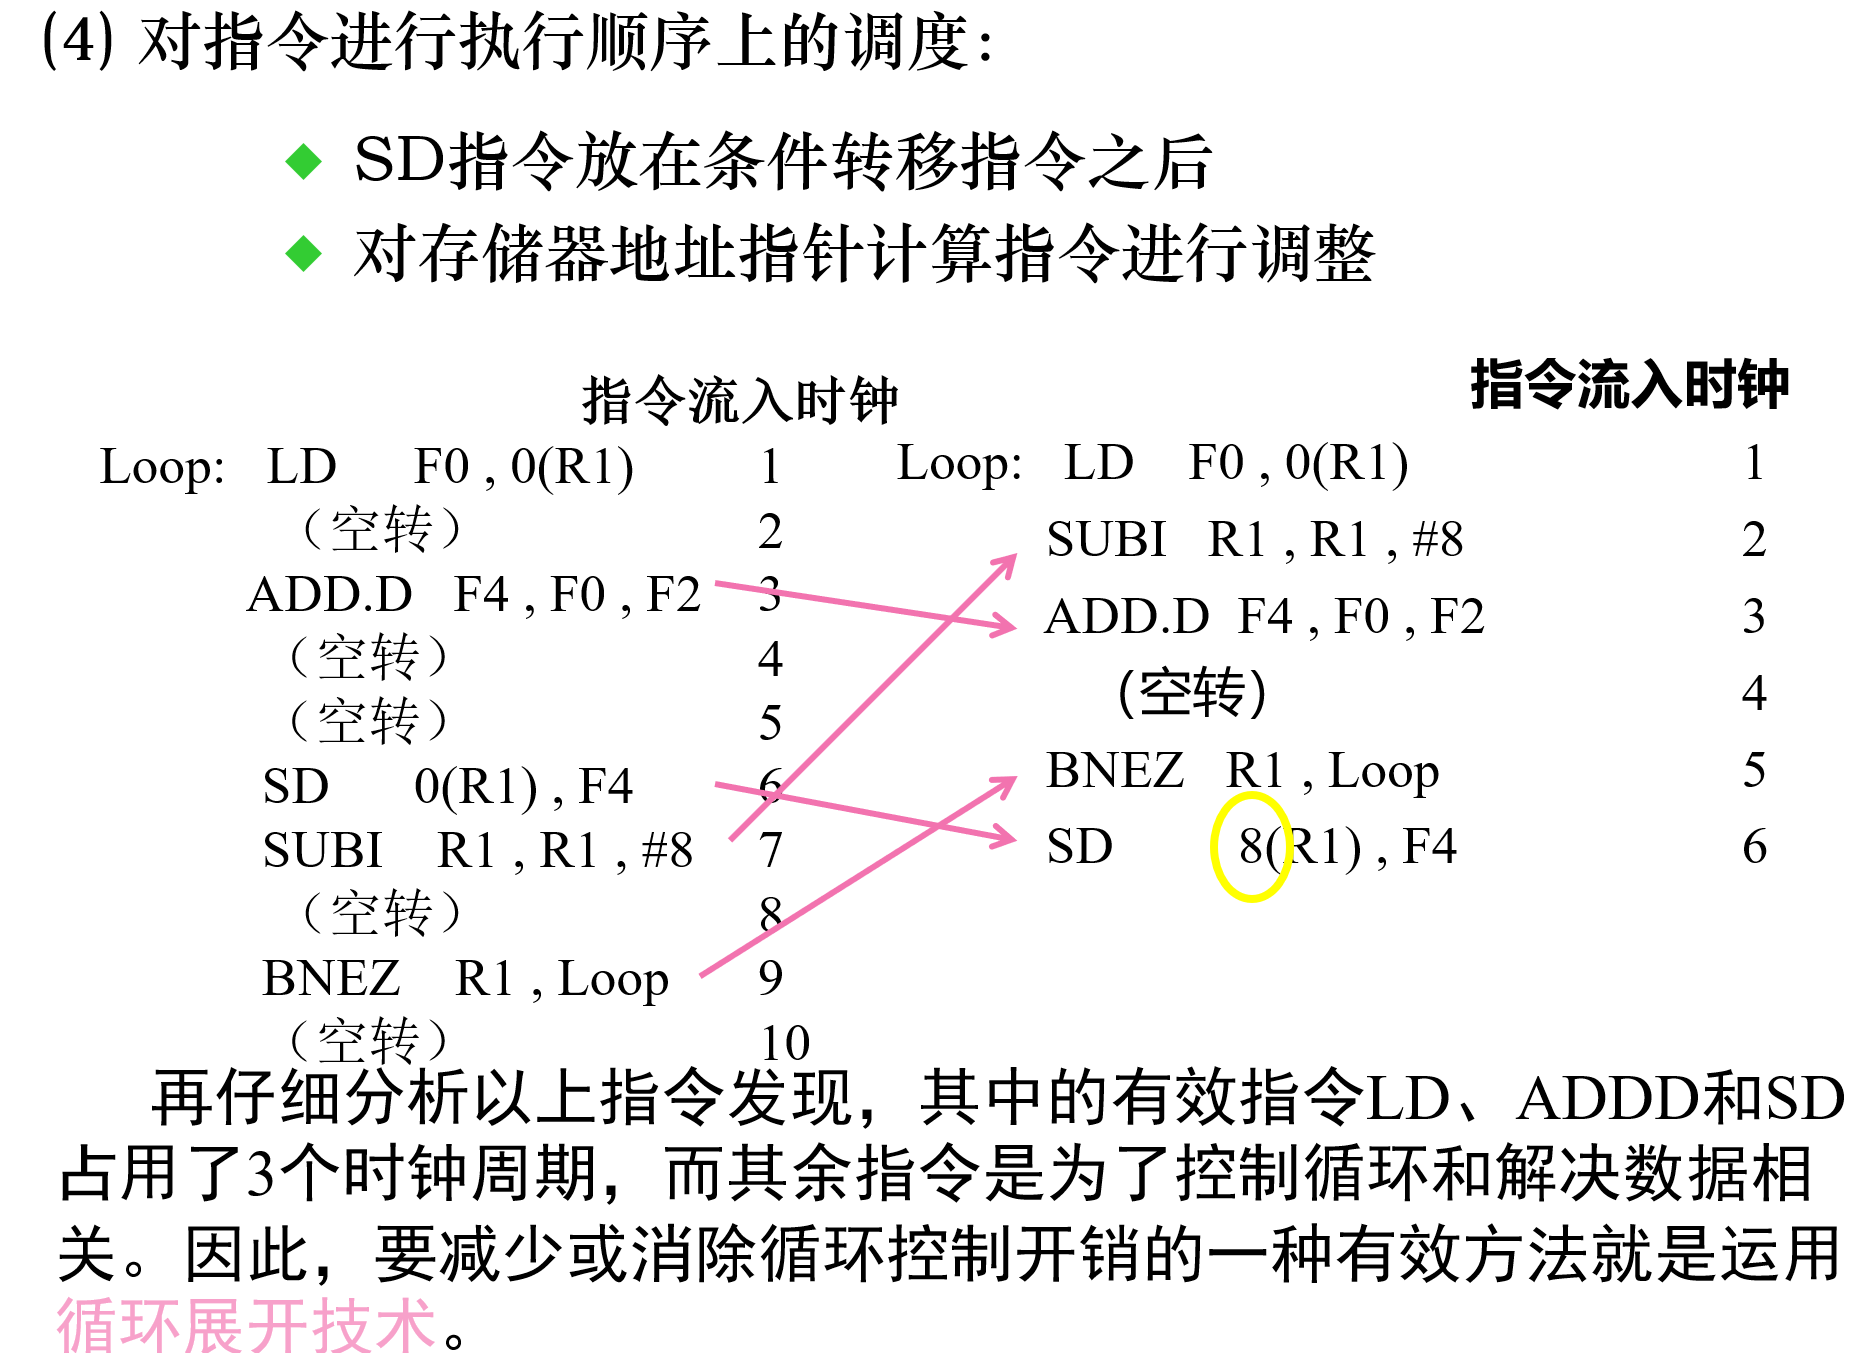 (4) 对指令进行执行顺序上的调度：
SD指令放在条件转移指令之后
对存储器地址指针计算指令进行调整
指令流入时钟
Loop: LD F0 , 0(R1) 1
（空转） 2
ADD.D F4 , F0 , F2 3
（空转） 4
（空转） 5
SD 0(R1) , F4 6
SUBI R1 , R1 , #8 7
（空转） 8
BNEZ R1 , Loop 9
（空转） 10
指令流入时钟
Loop: LD F0 , 0(R1) 1
SUBI R1 , R1 , #8 2
ADD.D F4 , F0 , F2 3
(空转) 4
BNEZ R1 , Loop 5
SD 8(R1) , F4 6
再仔细分析以上指令发现，其中的有效指令LD、ADDD和SD
占用了3个时钟周期，而其余指令是为了控制循环和解决数据相
关。因此，要减少或消除循环控制开销的一种有效方法就是运用
循环展开技术。